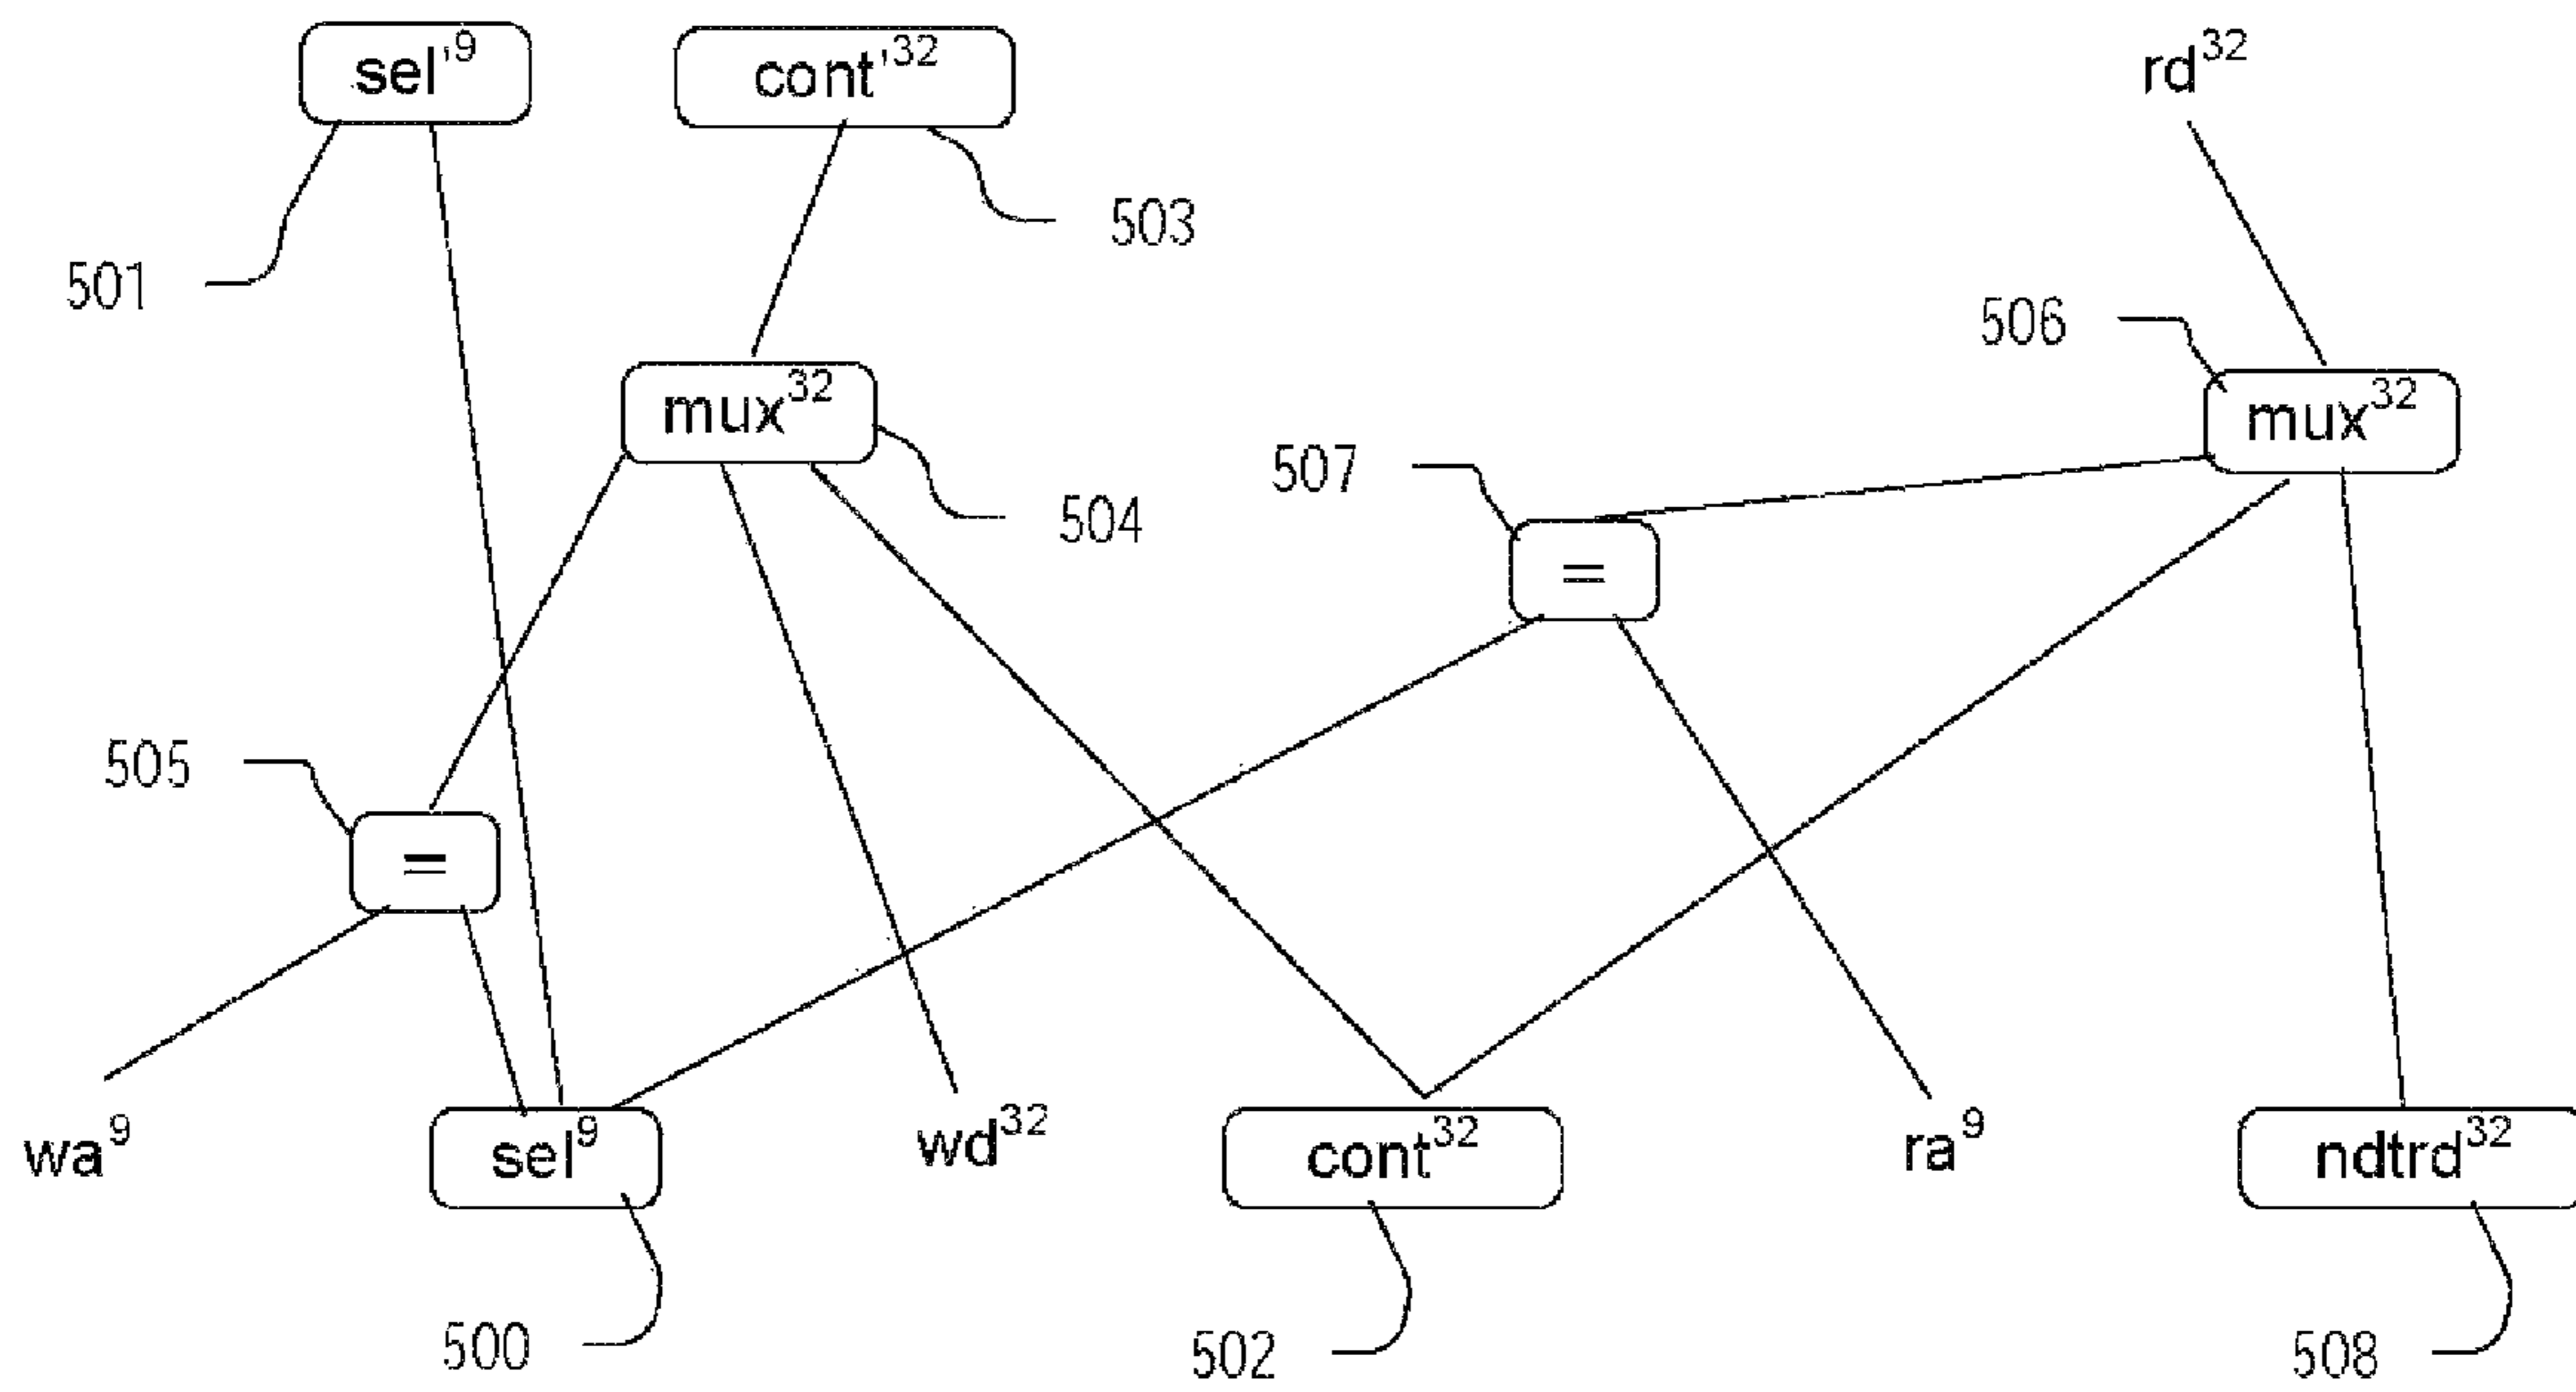 sel'⁹ cont'³² rd³²
503
501
506
mux³² mux³²
507
504
=
505
=
wa⁹ sel⁹ wd³² cont³² ra⁹ ndtrd³²
500 502 508